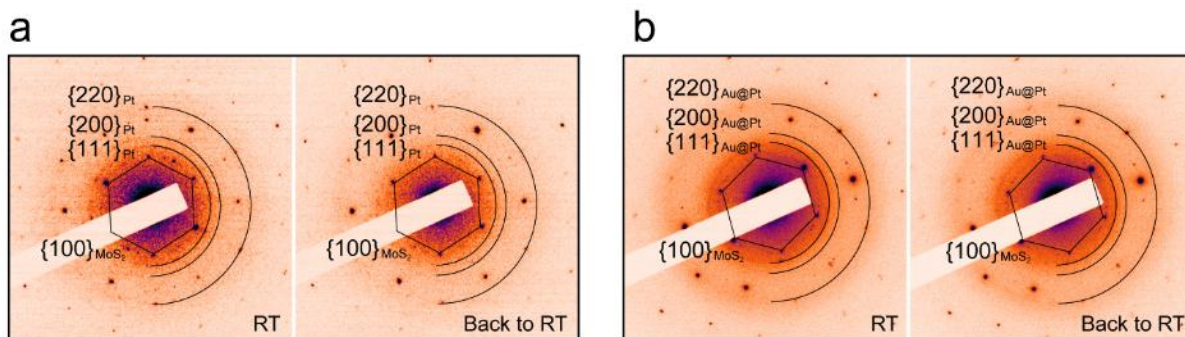 a
{220}Pt
{200}Pt
{111}Pt
{100}MoS2
RT
{220}Pt
{200}Pt
{111}Pt
{100}MoS2
Back to RT
b
{220}Au@Pt
{200}Au@Pt
{111}Au@Pt
{100}MoS2
RT
{220}Au@Pt
{200}Au@Pt
{111}Au@Pt
{100}MoS2
Back to RT